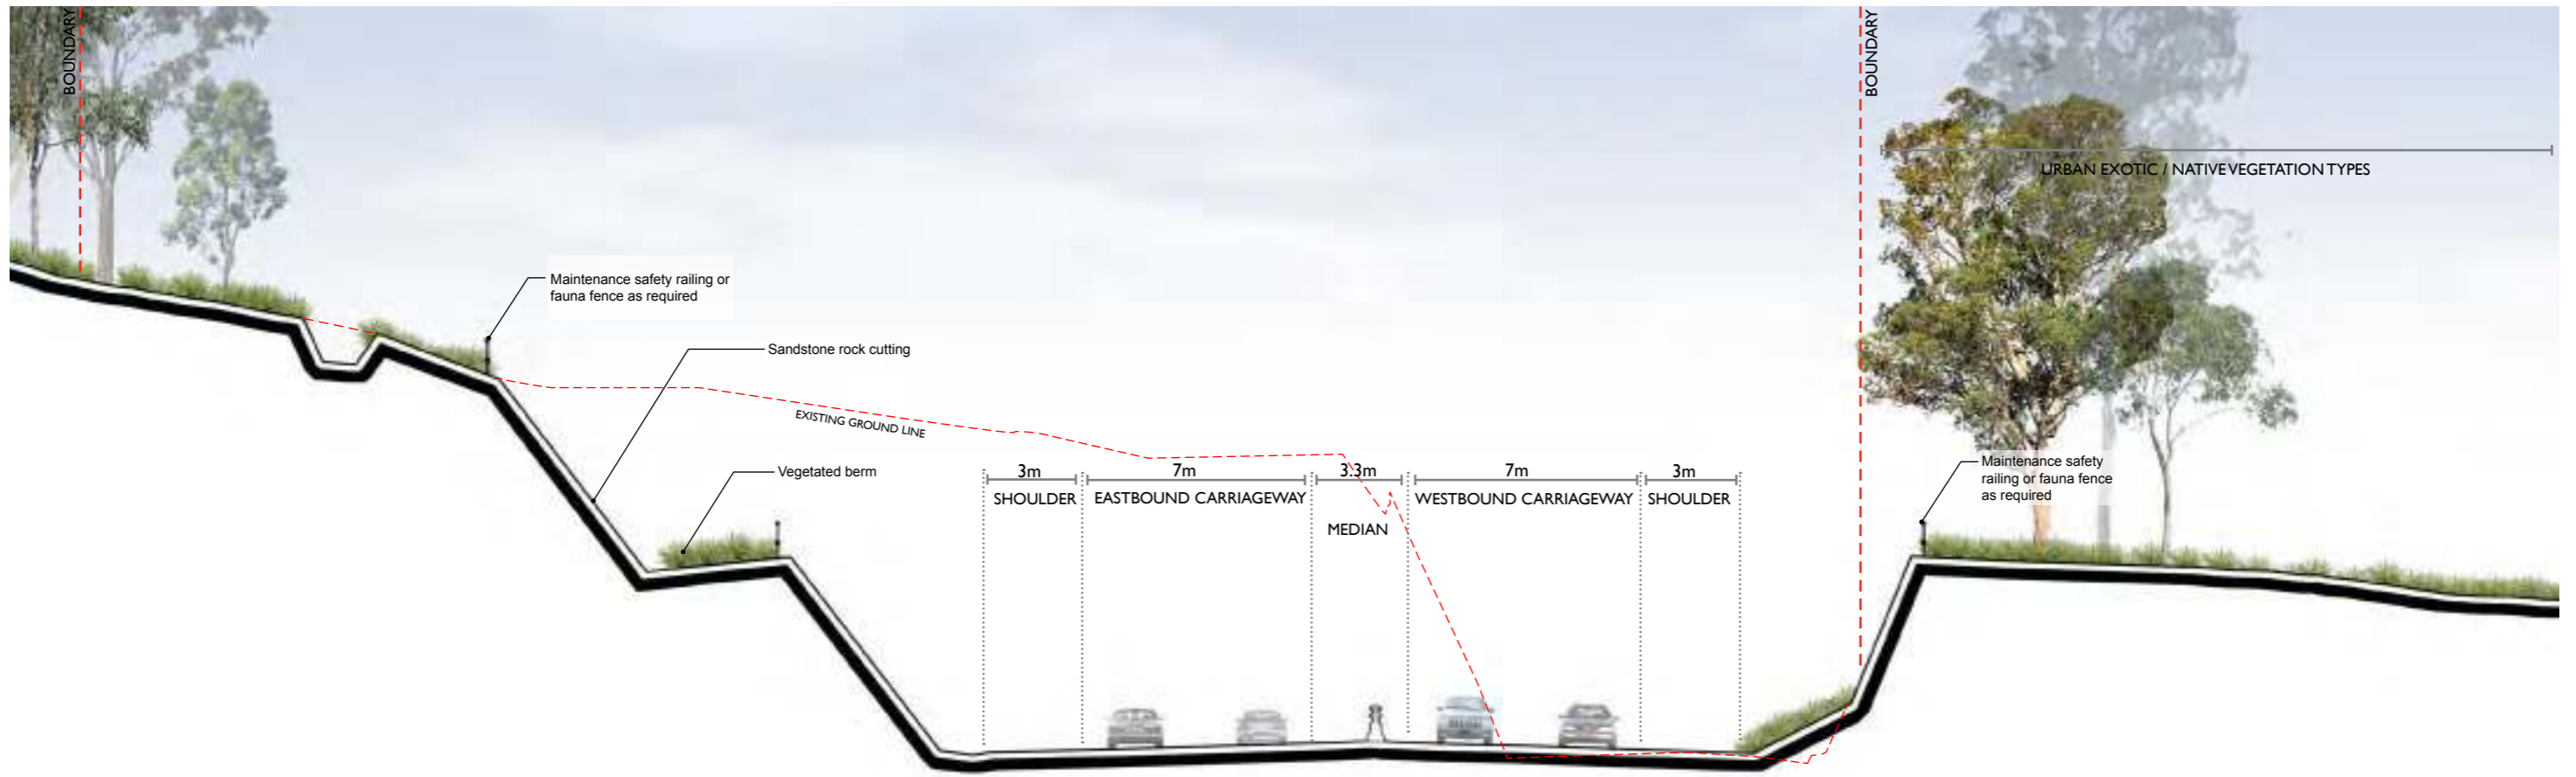 BOUNDARY
BOUNDARY
URBAN EXOTIC / NATIVE VEGETATION TYPES
Maintenance safety railing or
fauna fence as required
Sandstone rock cutting
EXISTING GROUND LINE
Vegetated berm
3m
7m
3.3m
7m
3m
SHOULDER
EASTBOUND CARRIAGEWAY
MEDIAN
WESTBOUND CARRIAGEWAY
SHOULDER
Maintenance safety
railing or fauna fence
as required